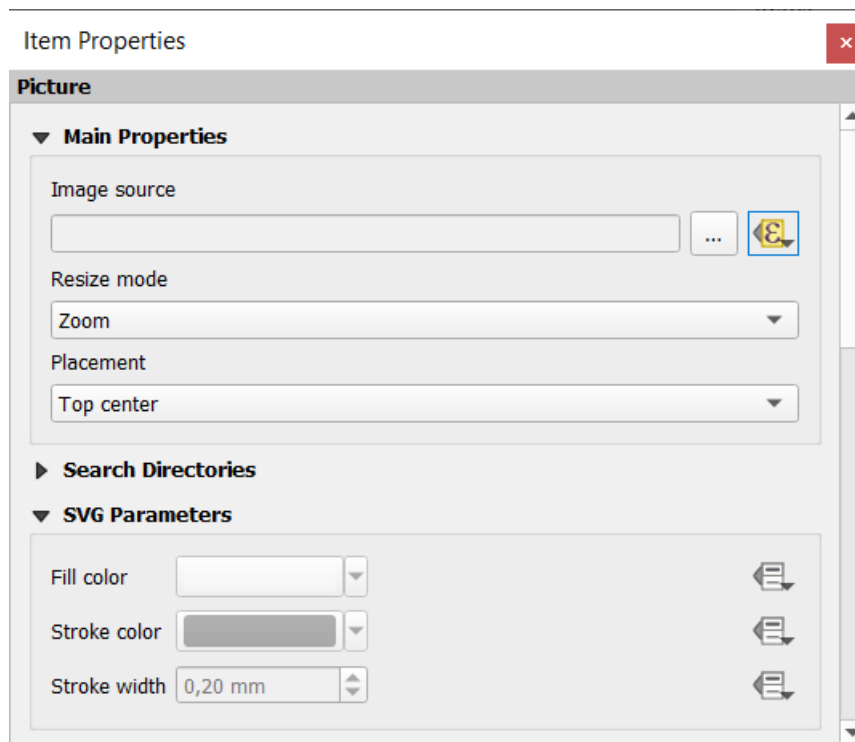 Item Properties
x
Picture
Main Properties
Image source
...
ε
Resize mode
Zoom
Placement
Top center
Search Directories
SVG Parameters
Fill color
Stroke color
Stroke width 0,20 mm